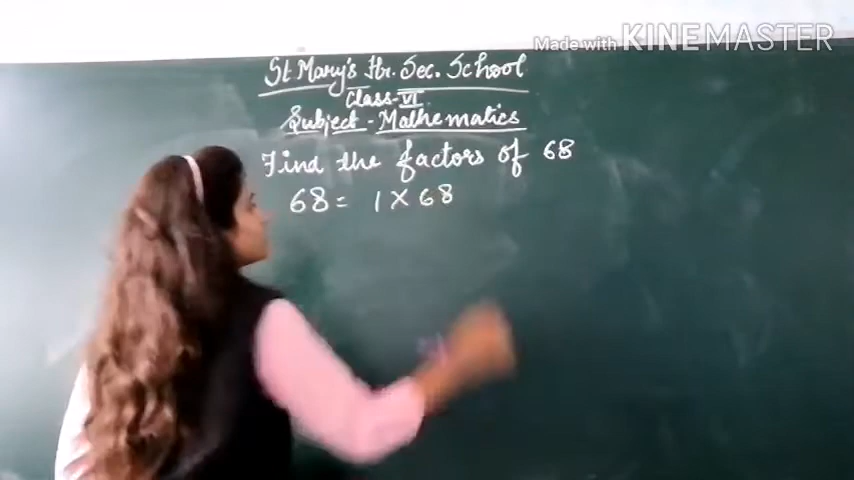 Made with KINEMASTER
St Mary's Hr. Sec. School
Class-VI
Subject - Mathematics
Find the factors of 68
68 = 1 × 68